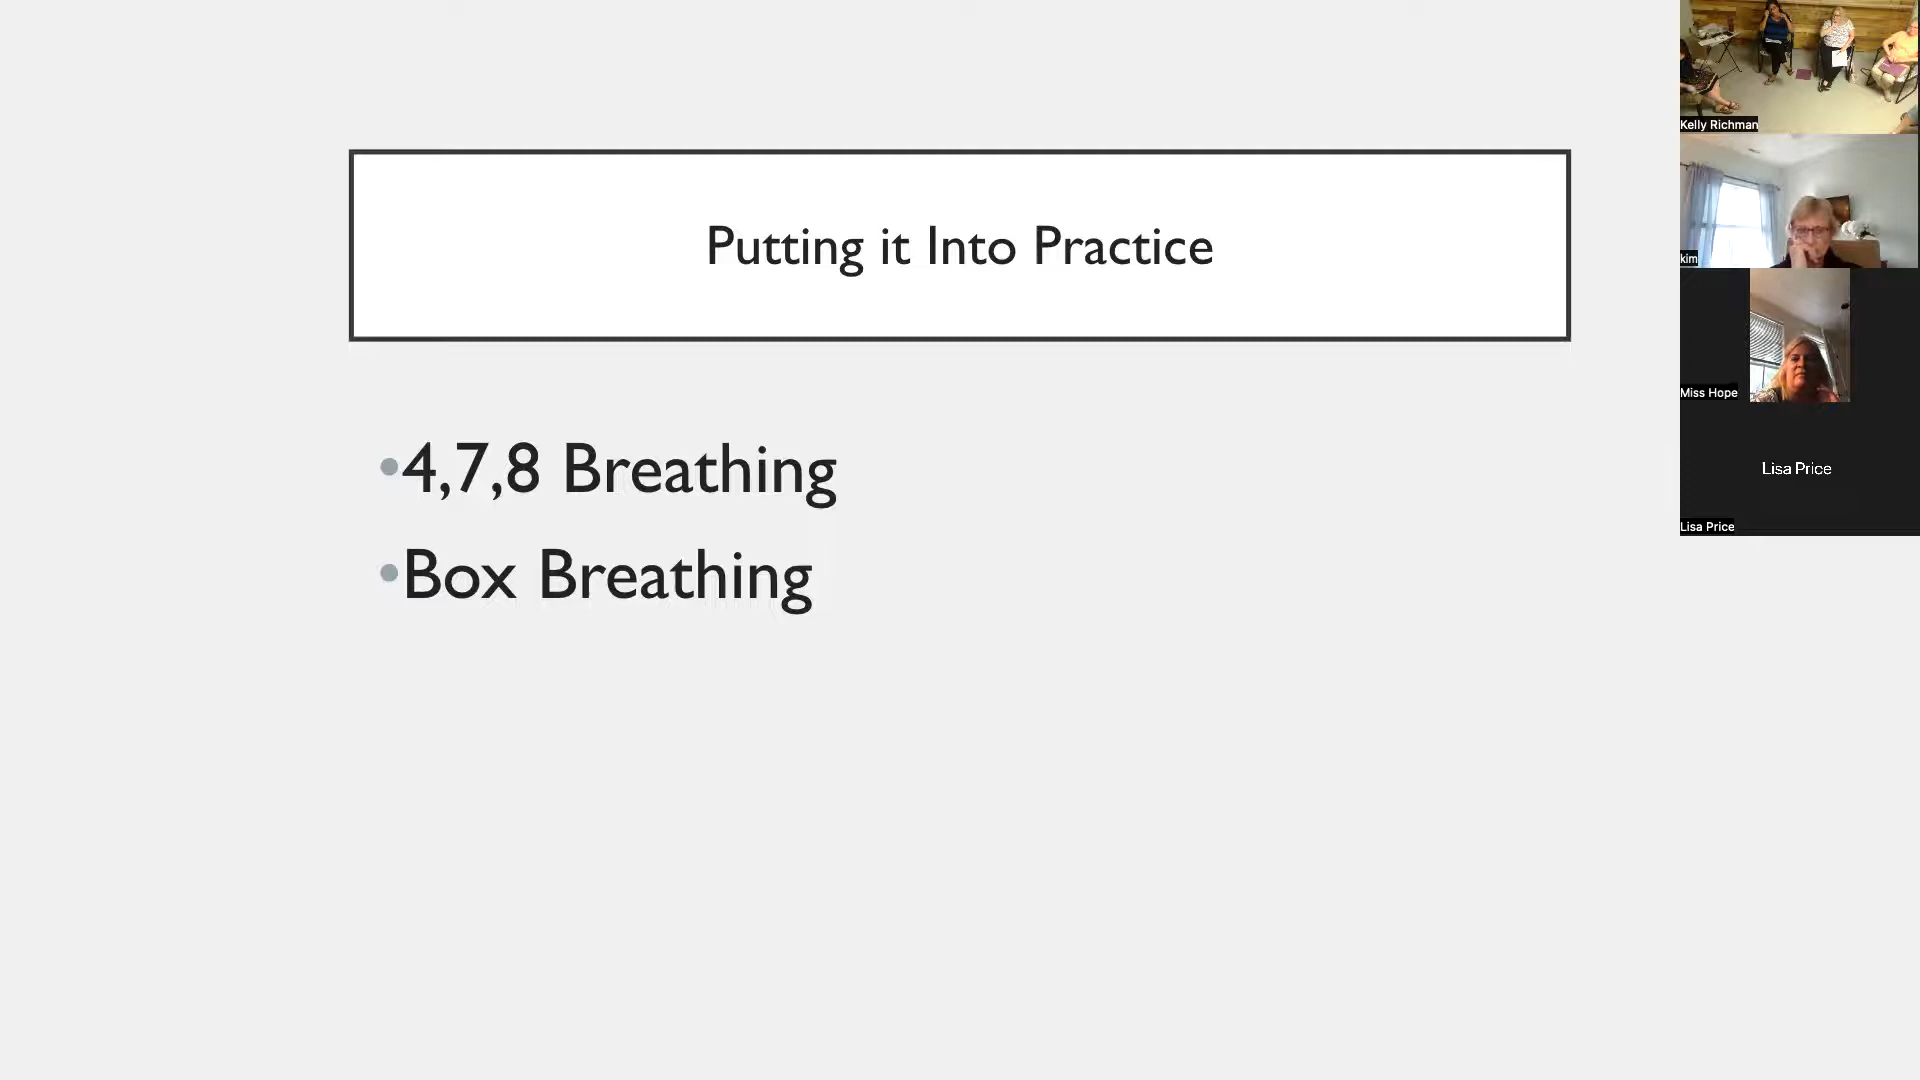 Putting it Into Practice
•4,7,8 Breathing
•Box Breathing
Kelly Richman
kim
Miss Hope
Lisa Price
Lisa Price